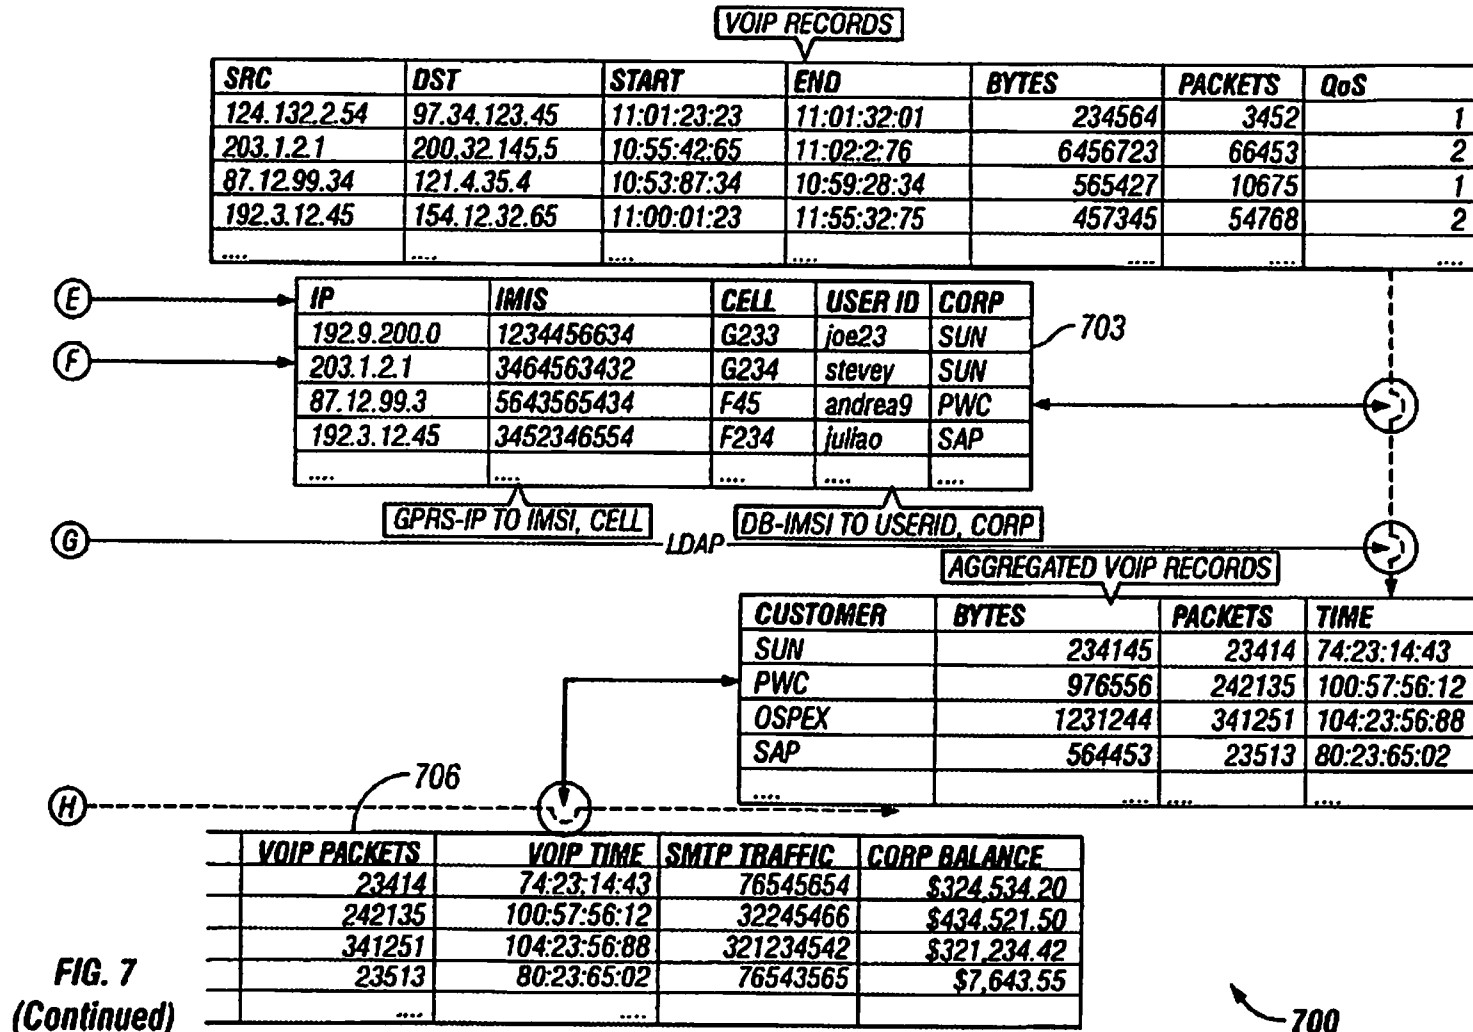 VOIP RECORDS
SRC DST START END BYTES PACKETS QoS
124.132.2.54 97.34.123.45 11:01:23:23 11:01:32:01 234564 3452 1
203.1.2.1 200,32.145,5 10:55:42:65 11:02:2:76 6456723 66453 2
87.12.99.34 121.4.35.4 10:53:87:34 10:59:28:34 565427 10675 1
192.3.12.45 154.12.32.65 11:00:01:23 11:55:32:75 457345 54768 2
.... .... .... .... .... .... ....
E
IP IMIS CELL USER ID CORP
192.9.200.0 1234456634 G233 joe23 SUN
703
F
203.1.2.1 3464563432 G234 stevey SUN
87.12.99.3 5643565434 F45 andrea9 PWC
192.3.12.45 3452346554 F234 juliao SAP
.... .... .... .... ....
GPRS-IP TO IMSI, CELL DB-IMSI TO USERID, CORP
G LDAP
AGGREGATED VOIP RECORDS
CUSTOMER BYTES PACKETS TIME
SUN 234145 23414 74:23:14:43
PWC 976556 242135 100:57:56:12
OSPEX 1231244 341251 104:23:56:88
SAP 564453 23513 80:23:65:02
.... .... .... ....
706
H
VOIP PACKETS VOIP TIME SMTP TRAFFIC CORP BALANCE
23414 74:23:14:43 76545654 $324,534.20
242135 100:57:56:12 32245466 $434,521.50
341251 104:23:56:88 321234542 $321,234.42
23513 80:23:65:02 76543565 $7,643.55
.... ....
FIG. 7
(Continued)
700